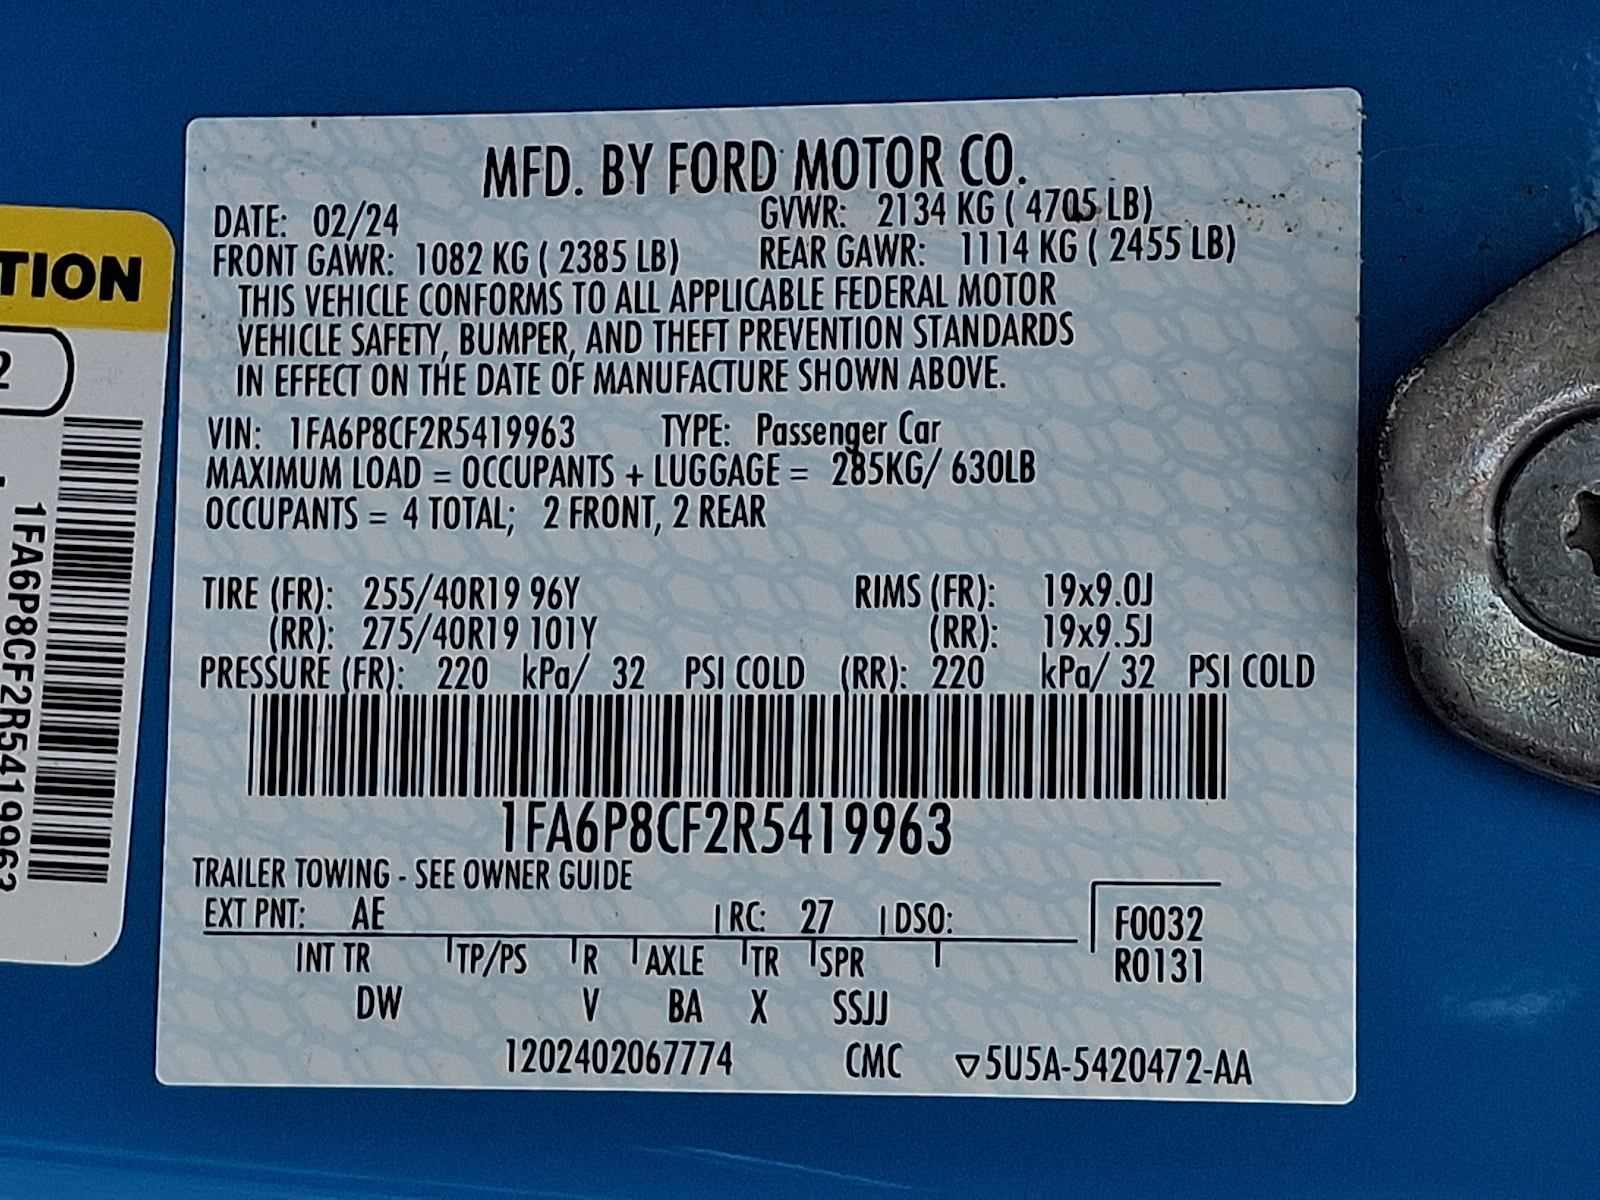 MFD. BY FORD MOTOR CO.
DATE: 02/24 GVWR: 2134 KG ( 4705 LB)
FRONT GAWR: 1082 KG ( 2385 LB) REAR GAWR: 1114 KG ( 2455 LB)
THIS VEHICLE CONFORMS TO ALL APPLICABLE FEDERAL MOTOR
VEHICLE SAFETY, BUMPER, AND THEFT PREVENTION STANDARDS
IN EFFECT ON THE DATE OF MANUFACTURE SHOWN ABOVE.
VIN: 1FA6P8CF2R5419963 TYPE: Passenger Car
MAXIMUM LOAD = OCCUPANTS + LUGGAGE = 285KG/ 630LB
OCCUPANTS = 4 TOTAL; 2 FRONT, 2 REAR
TIRE (FR): 255/40R19 96Y RIMS (FR): 19x9.0J
(RR): 275/40R19 101Y (RR): 19x9.5J
PRESSURE (FR): 220 kPa/ 32 PSI COLD (RR): 220 kPa/ 32 PSI COLD
1FA6P8CF2R5419963
TRAILER TOWING - SEE OWNER GUIDE
EXT PNT: AE RC: 27 DSO: F0032
INT TR TP/PS R AXLE TR SPR R0131
DW V BA X SSJJ
1202402067774 CMC ▽5U5A-5420472-AA
TION
2
1FA6P8CF2R5419963